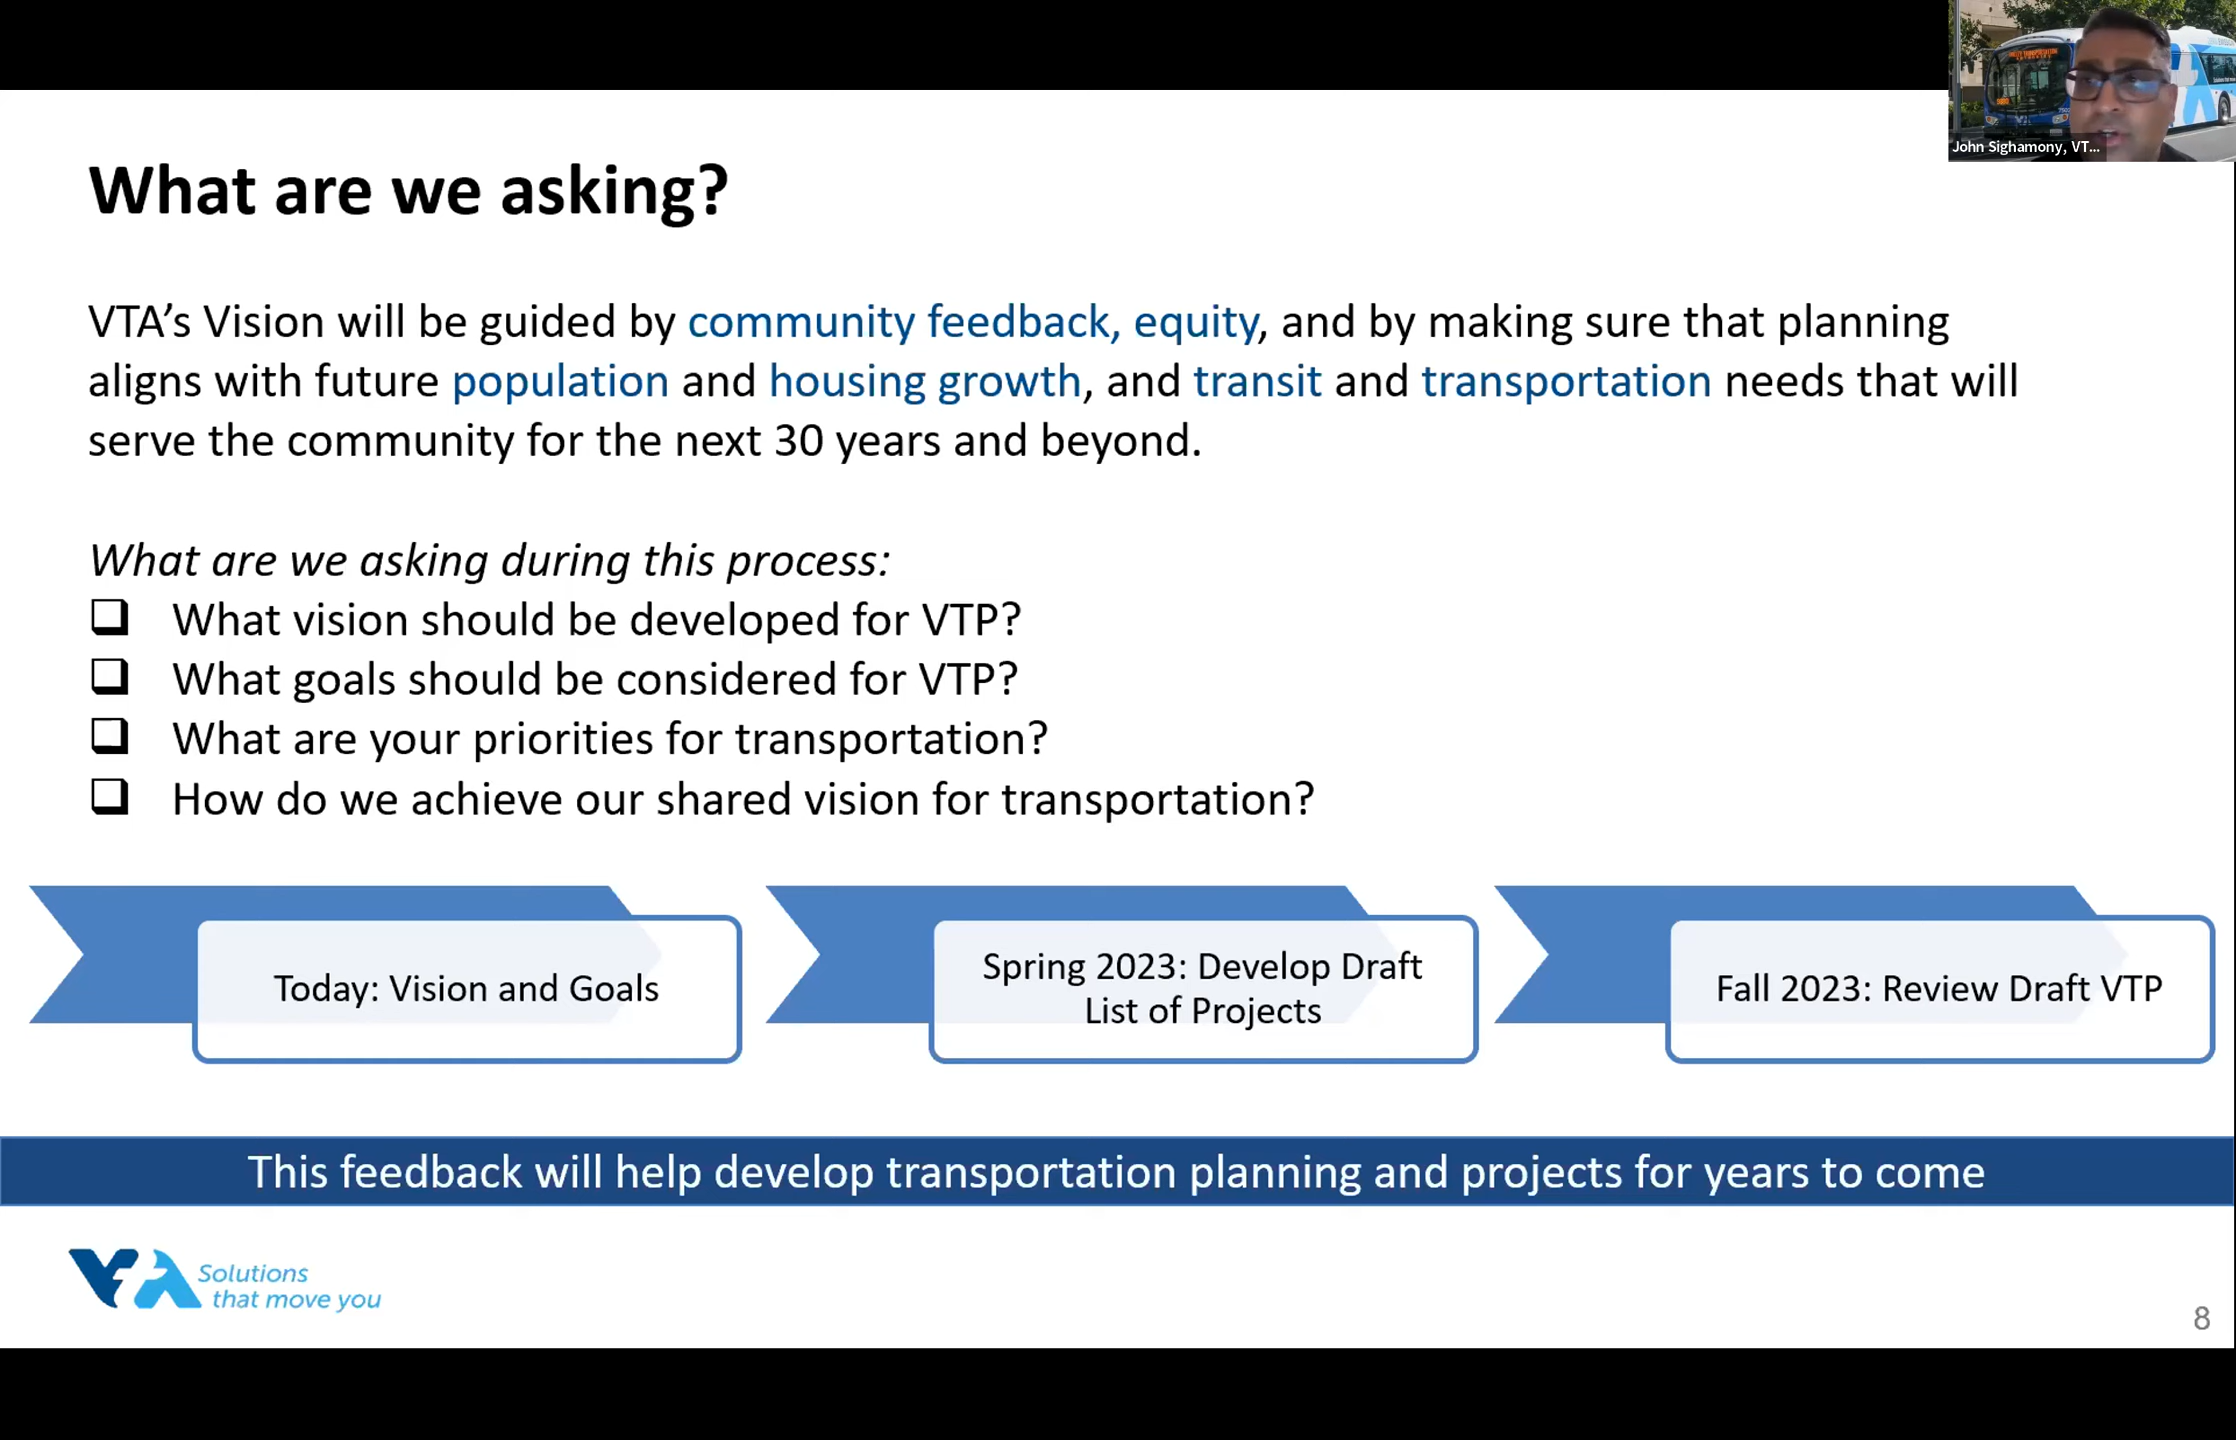 John Sighamony, VT...
What are we asking?
VTA's Vision will be guided by community feedback, equity, and by making sure that planning
aligns with future population and housing growth, and transit and transportation needs that will
serve the community for the next 30 years and beyond.
What are we asking during this process:
❑ What vision should be developed for VTP?
❑ What goals should be considered for VTP?
❑ What are your priorities for transportation?
❑ How do we achieve our shared vision for transportation?
Today: Vision and Goals
Spring 2023: Develop Draft
List of Projects
Fall 2023: Review Draft VTP
This feedback will help develop transportation planning and projects for years to come
VTA
Solutions
that move you
8